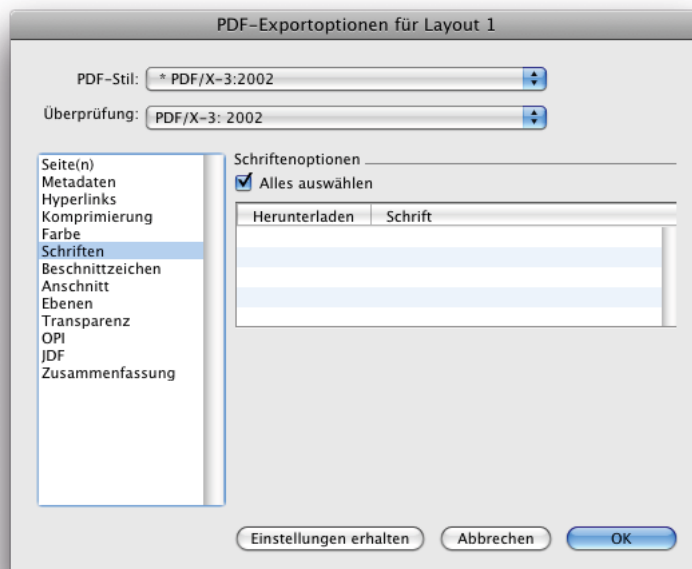 PDF-Exportoptionen für Layout 1
PDF-Stil: * PDF/X-3:2002
Überprüfung: PDF/X-3: 2002
Seite(n)
Metadaten
Hyperlinks
Komprimierung
Farbe
Schriften
Beschnittzeichen
Anschnitt
Ebenen
Transparenz
OPI
JDF
Zusammenfassung
Schriftenoptionen
Alles auswählen
Herunterladen Schrift
Einstellungen erhalten Abbrechen OK